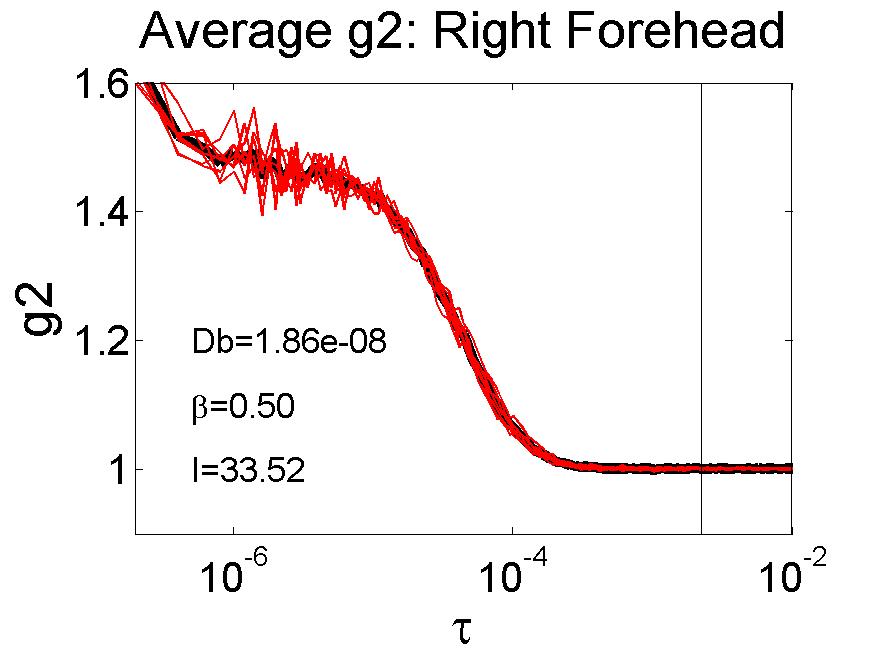 Average g2: Right Forehead
1.6
1.4
1.2
1
g2
Db=1.86e-08
β=0.50
I=33.52
10^-6
10^-4
10^-2
τ